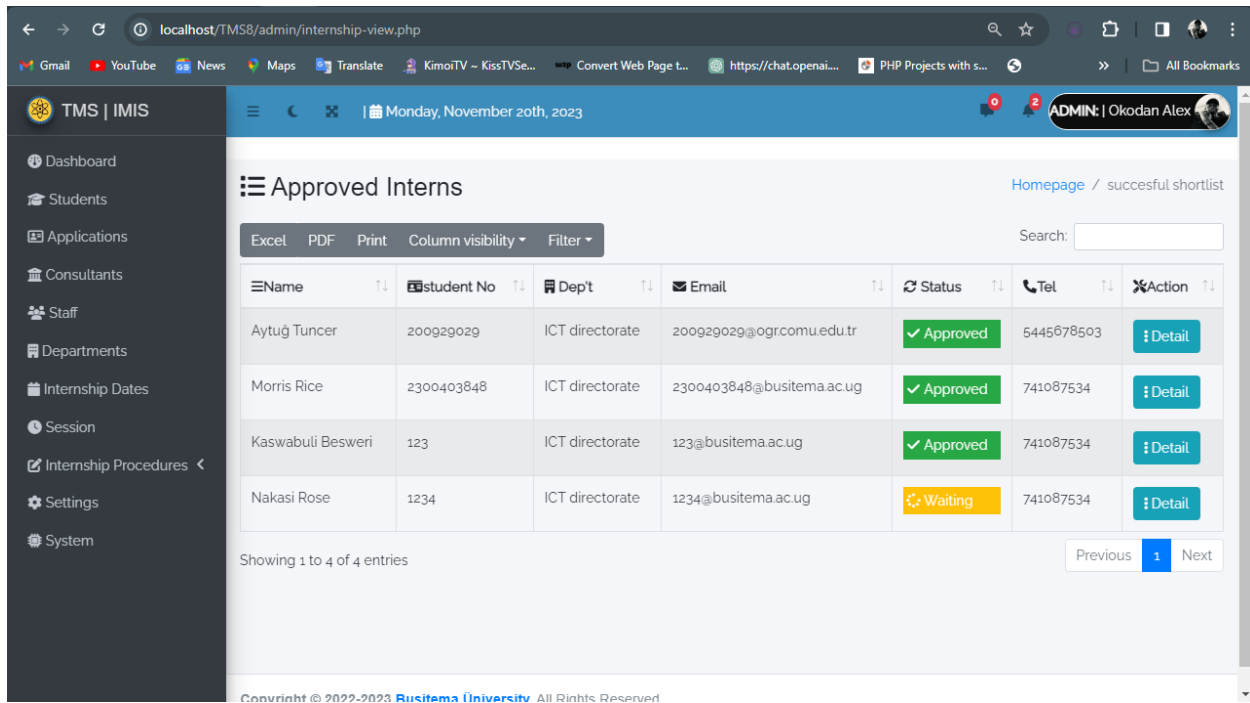 localhost/TMS8/admin/internship-view.php
Gmail YouTube News Maps Translate KimoiTV ~ KissTVSe... Convert Web Page t... https://chat.openai.... PHP Projects with s... » All Bookmarks
TMS | IMIS
| Monday, November 20th, 2023 0 2 ADMIN: | Okodan Alex
Dashboard
Students
Applications
Consultants
Staff
Departments
Internship Dates
Session
Internship Procedures
Settings
System
Approved Interns
Homepage / succesful shortlist
Excel PDF Print Column visibility Filter
Search:
Name student No Dep't Email Status Tel Action
Aytuğ Tuncer 200929029 ICT directorate 200929029@ogr.comu.edu.tr Approved 5445678503 Detail
Morris Rice 2300403848 ICT directorate 2300403848@busitema.ac.ug Approved 741087534 Detail
Kaswabuli Besweri 123 ICT directorate 123@busitema.ac.ug Approved 741087534 Detail
Nakasi Rose 1234 ICT directorate 1234@busitema.ac.ug Waiting 741087534 Detail
Showing 1 to 4 of 4 entries
Previous 1 Next
Copyright © 2022-2023 Busitema Üniversity. All Rights Reserved